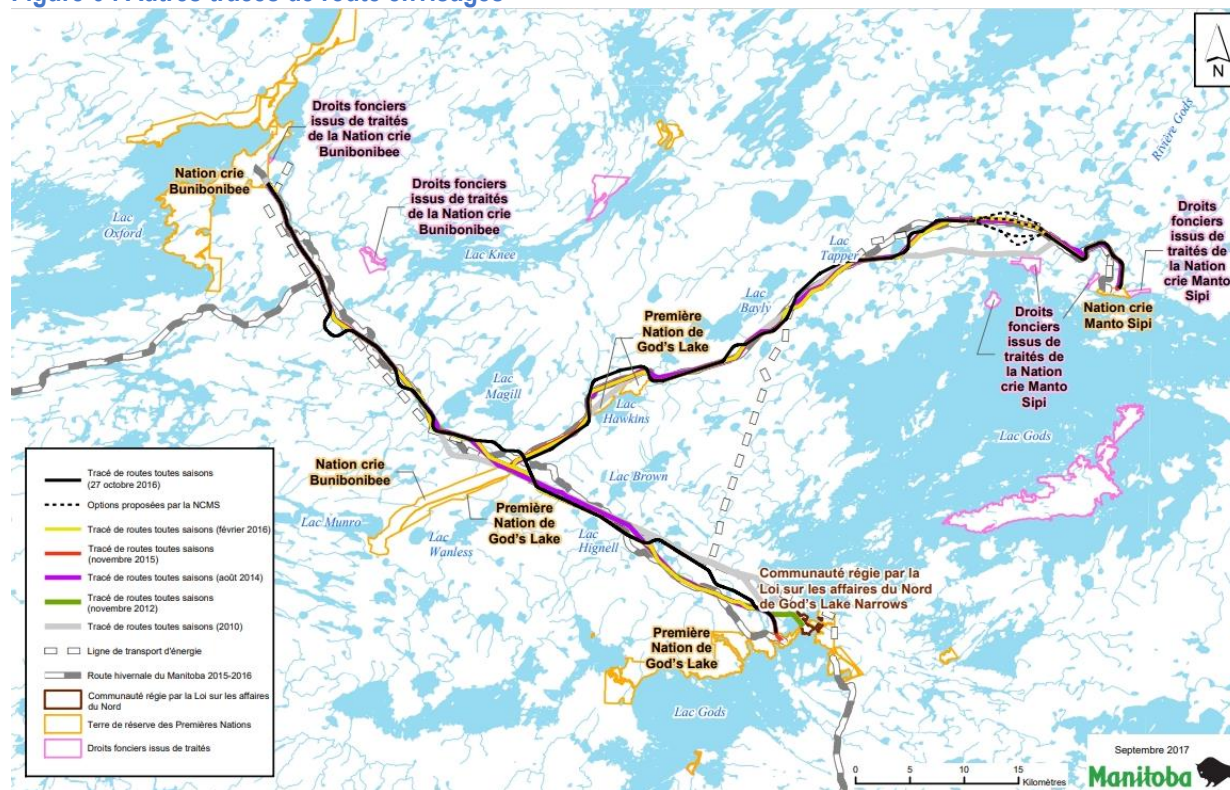 Figure 6 : Autres tracés de route envisagés
N
Droits fonciers
issus de traités
de la Nation crie
Bunibonibee
Nation crie
Bunibonibee
Lac
Oxford
Droits fonciers
issus de traités
de la Nation crie
Bunibonibee
Lac Knee
Rivière Gods
Lac
Tapper
Lac
Bayly
Droits
fonciers
issus de
traités de
la Nation
crie Manto
Sipi
Nation crie
Manto Sipi
Droits
fonciers
issus de
traités de
la Nation
crie Manto
Sipi
Première
Nation de
God's Lake
Lac
Magill
Lac
Hawkins
Lac Gods
Nation crie
Bunibonibee
Lac Brown
Première
Nation de
God's Lake
Lac Munro
Lac
Wanless
Lac
Hignell
Communauté régie par la
Loi sur les affaires du Nord
de God's Lake Narrows
Première
Nation de
God's Lake
Lac Gods
Tracé de routes toutes saisons
(27 octobre 2016)
Options proposées par la NCMS
Tracé de routes toutes saisons (février 2016)
Tracé de routes toutes saisons
(novembre 2015)
Tracé de routes toutes saisons (août 2014)
Tracé de routes toutes saisons
(novembre 2012)
Tracé de routes toutes saisons (2010)
Ligne de transport d'énergie
Route hivernale du Manitoba 2015-2016
Communauté régie par la Loi sur les affaires
du Nord
Terre de réserve des Premières Nations
Droits fonciers issus de traités
0 5 10 15
Kilomètres
Septembre 2017
Manitoba